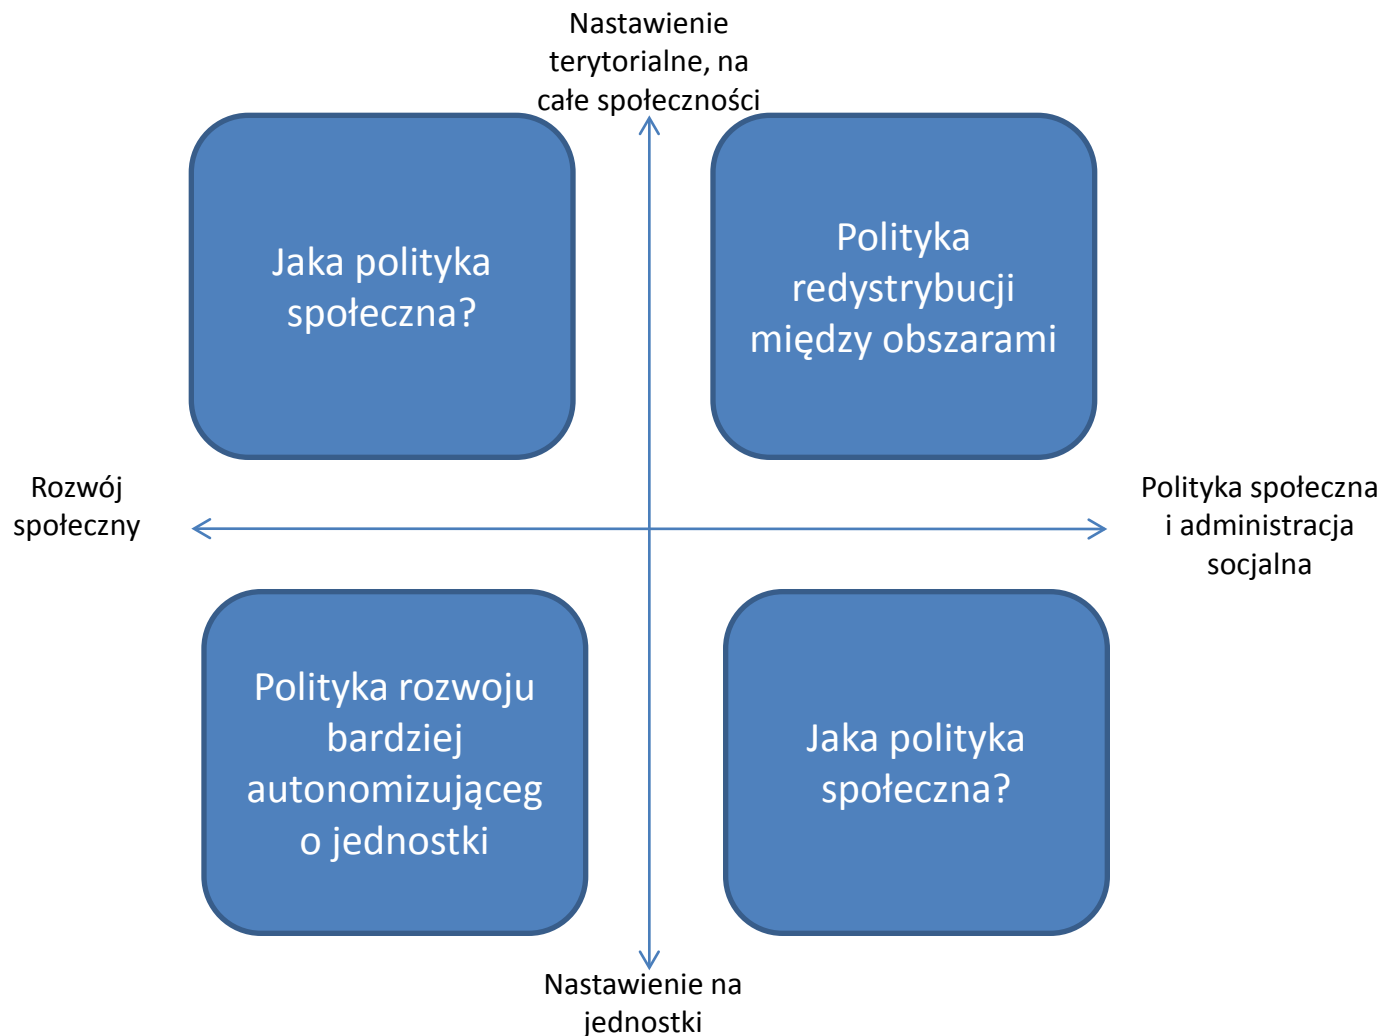 Nastawienie
terytorialne, na
całe społeczności
Jaka polityka
społeczna?
Polityka
redystrybucji
między obszarami
Rozwój
społeczny
Polityka społeczna
i administracja
socjalna
Polityka rozwoju
bardziej
autonomizująceg
o jednostki
Jaka polityka
społeczna?
Nastawienie na
jednostki